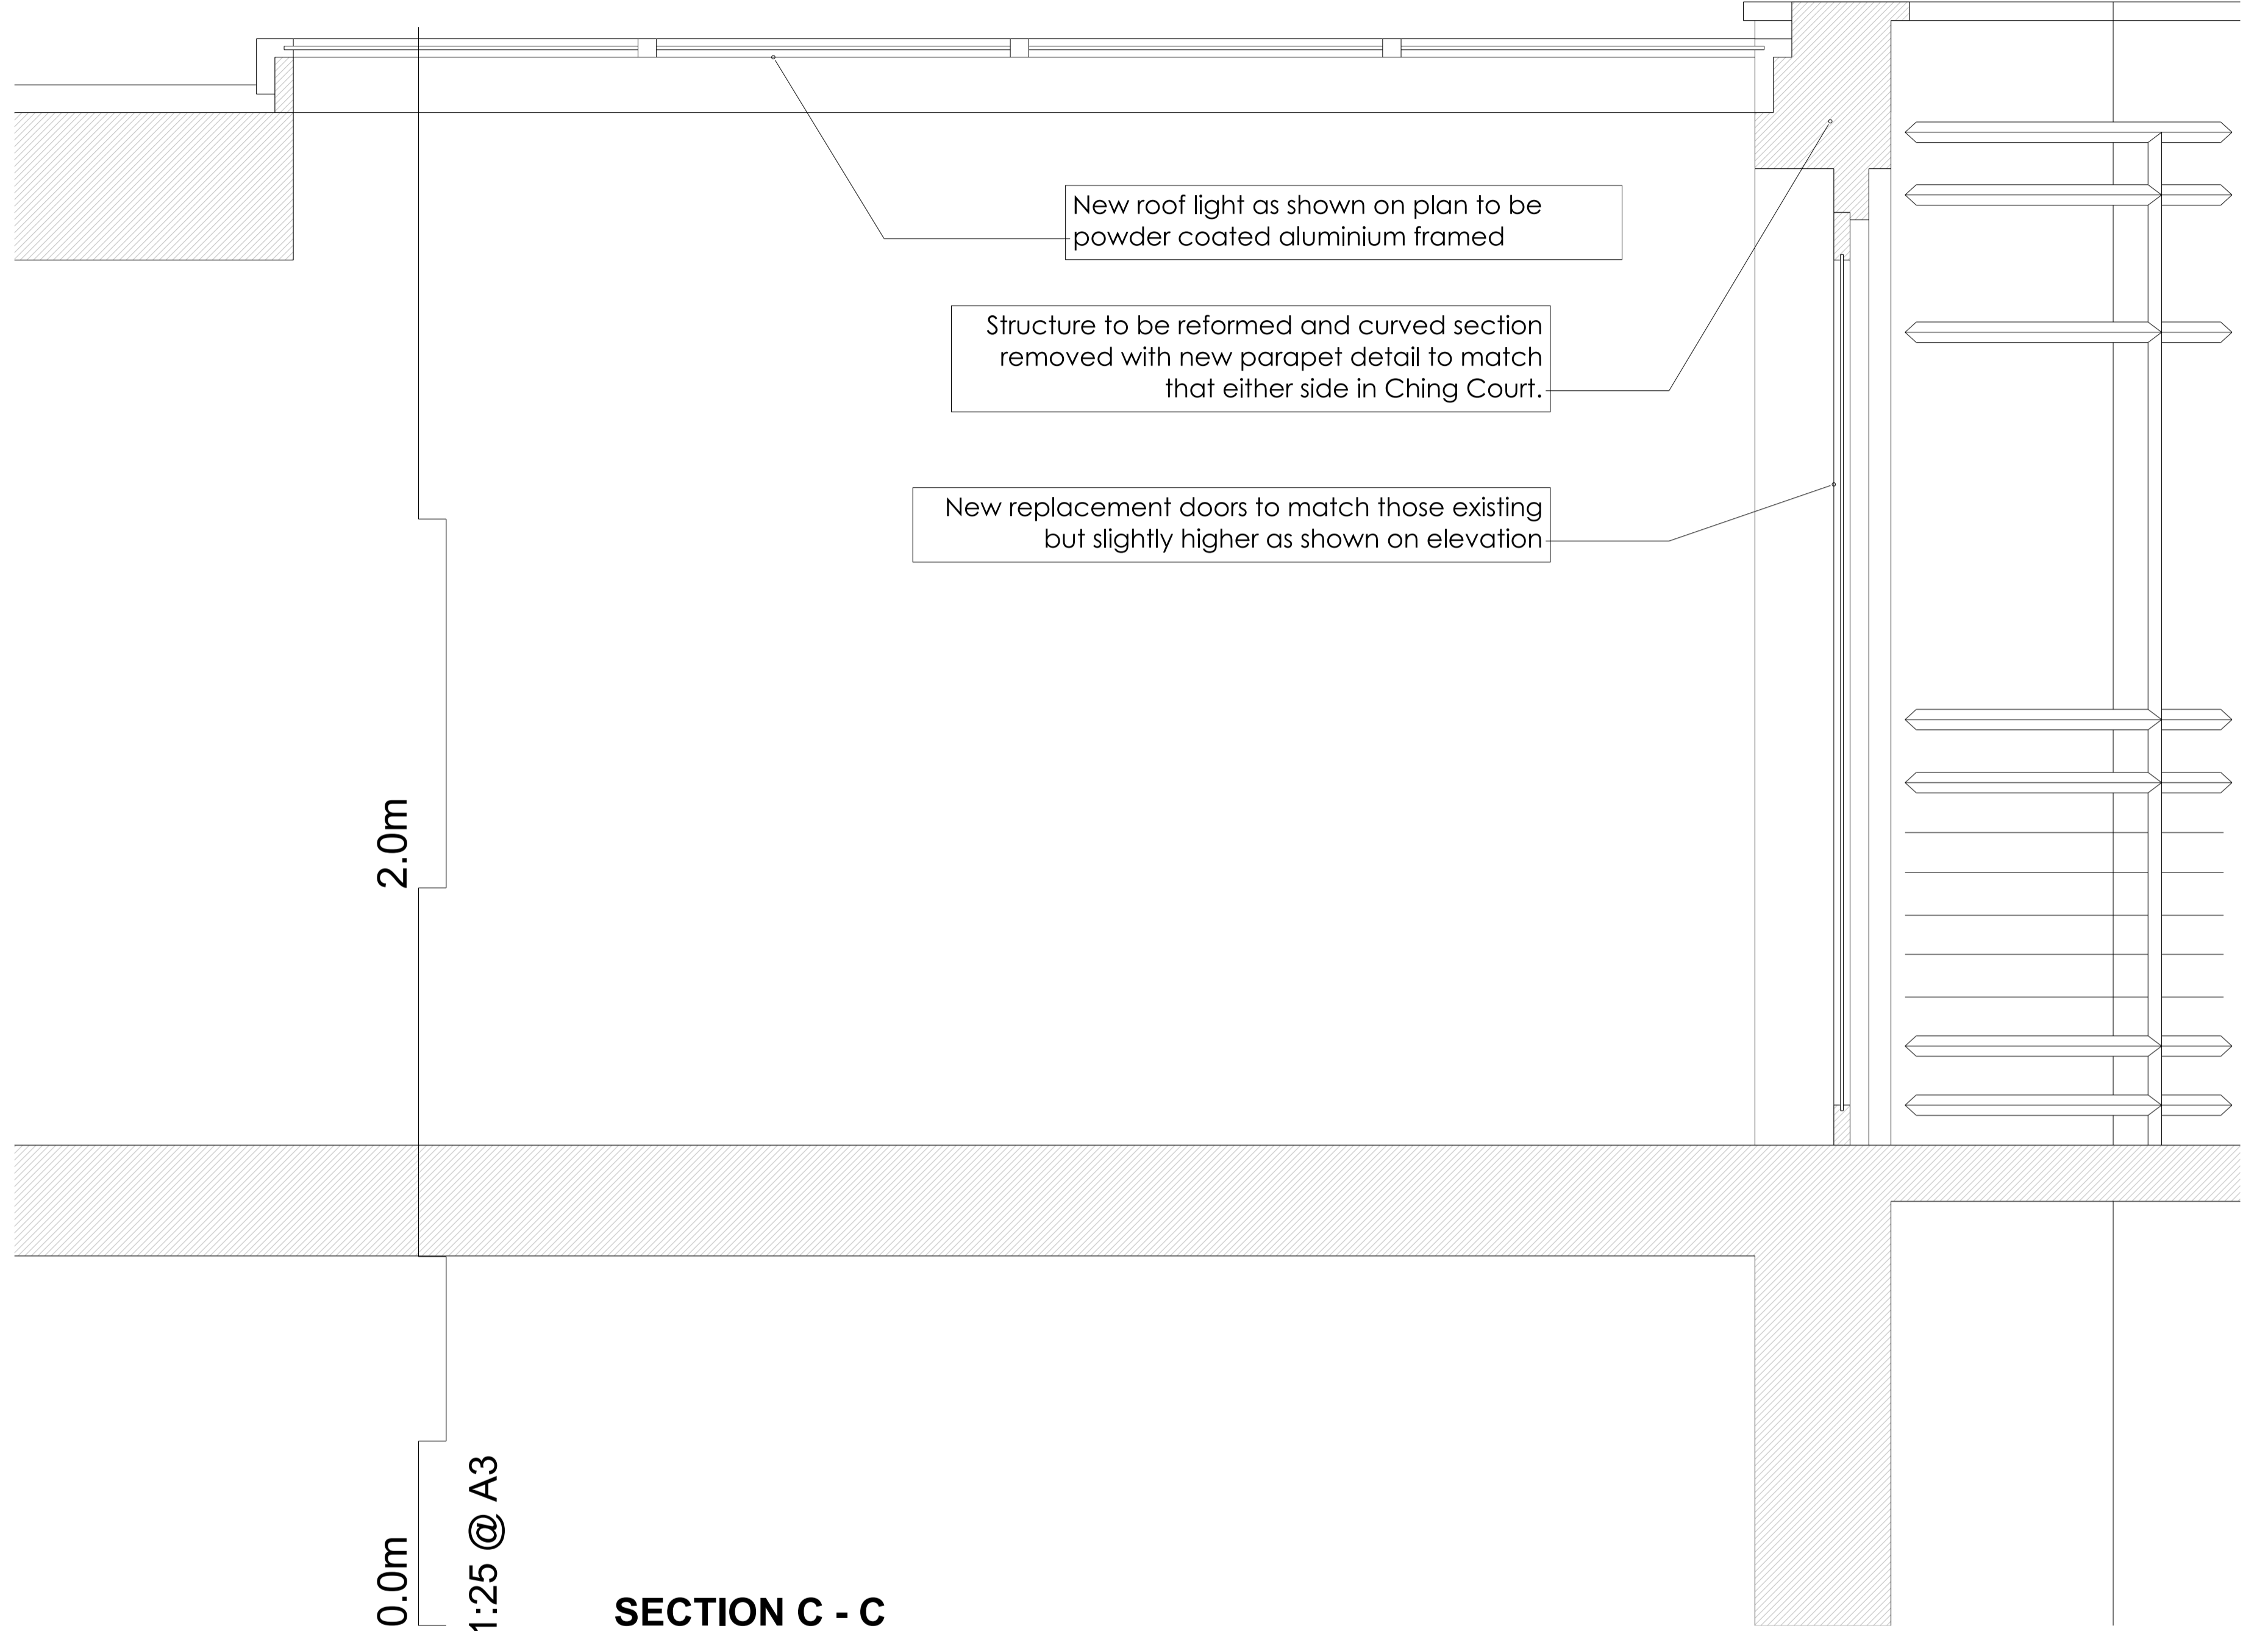 New roof light as shown on plan to be
powder coated aluminium framed
Structure to be reformed and curved section
removed with new parapet detail to match
that either side in Ching Court.
New replacement doors to match those existing
but slightly higher as shown on elevation
2.0m
0.0m
1:25 @ A3
SECTION C - C